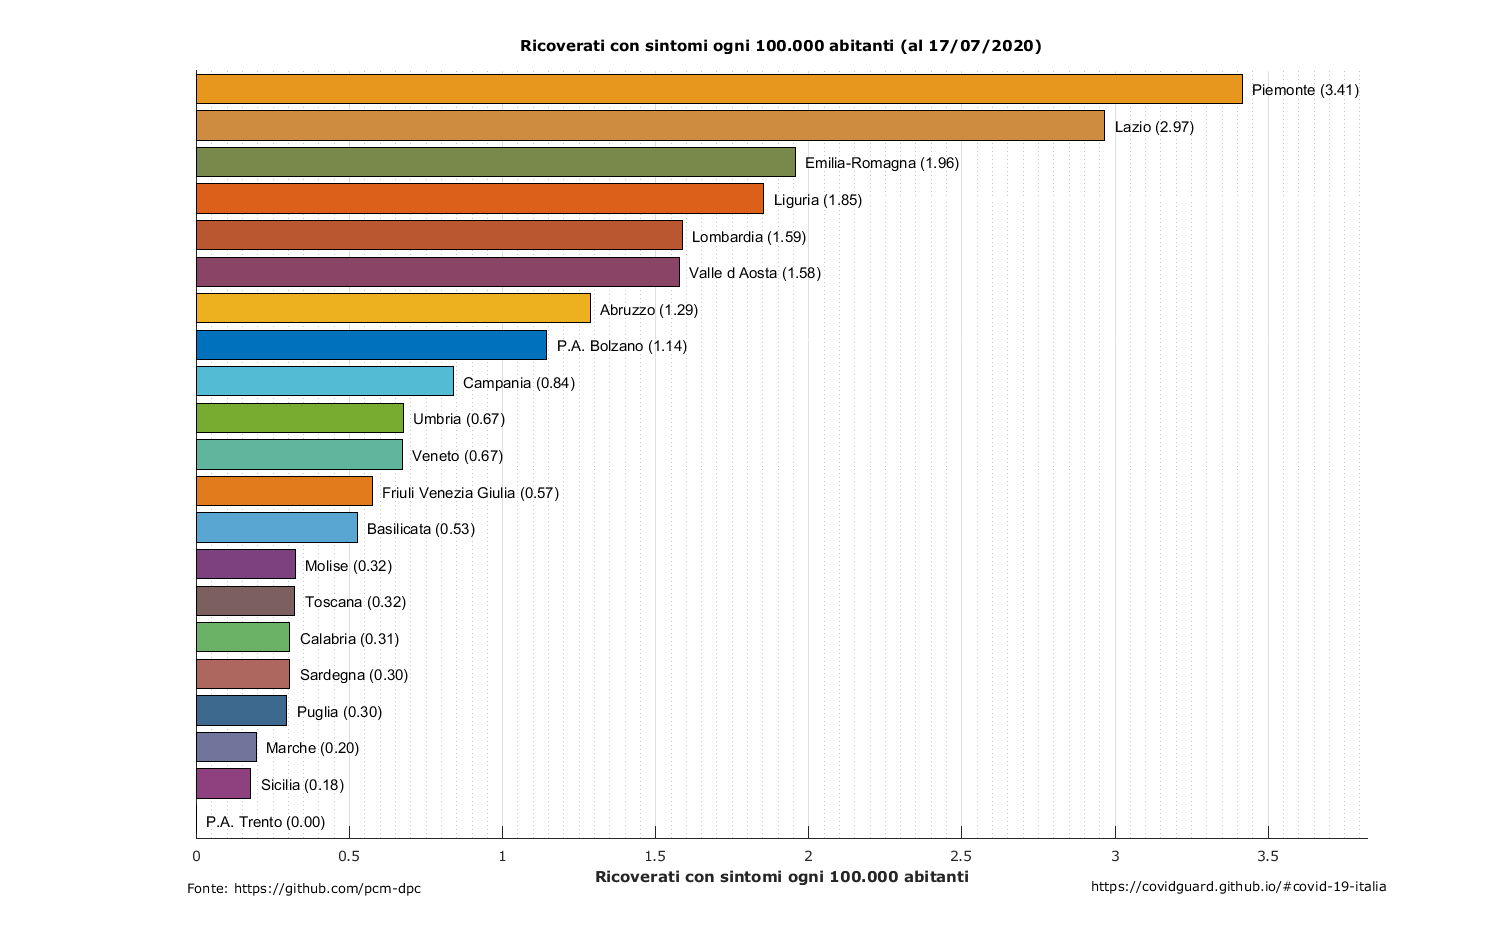 Ricoverati con sintomi ogni 100.000 abitanti (al 17/07/2020)
Piemonte (3.41)
Lazio (2.97)
Emilia-Romagna (1.96)
Liguria (1.85)
Lombardia (1.59)
Valle d Aosta (1.58)
Abruzzo (1.29)
P.A. Bolzano (1.14)
Campania (0.84)
Umbria (0.67)
Veneto (0.67)
Friuli Venezia Giulia (0.57)
Basilicata (0.53)
Molise (0.32)
Toscana (0.32)
Calabria (0.31)
Sardegna (0.30)
Puglia (0.30)
Marche (0.20)
Sicilia (0.18)
P.A. Trento (0.00)
0 0.5 1 1.5 2 2.5 3 3.5
Ricoverati con sintomi ogni 100.000 abitanti
Fonte: https://github.com/pcm-dpc
https://covidguard.github.io/#covid-19-italia